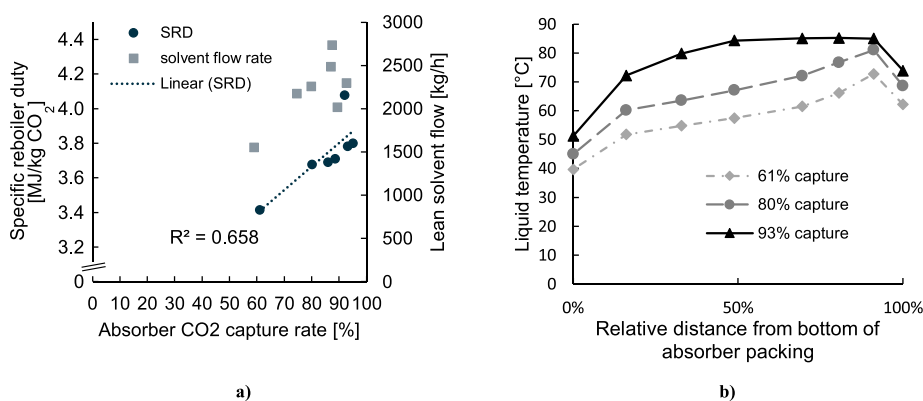 Specific reboiler duty
[MJ/kg CO2]
4.4
4.2
4.0
3.8
3.6
3.4
3.2
0
SRD
solvent flow rate
Linear (SRD)
R² = 0.658
3000
2500
2000
1500
1000
500
0
Lean solvent flow [kg/h]
0 10 20 30 40 50 60 70 80 90 100
Absorber CO2 capture rate [%]
a)
Liquid temperature [°C]
90
80
70
60
50
40
30
20
10
0
61% capture
80% capture
93% capture
0% 50% 100%
Relative distance from bottom of
absorber packing
b)